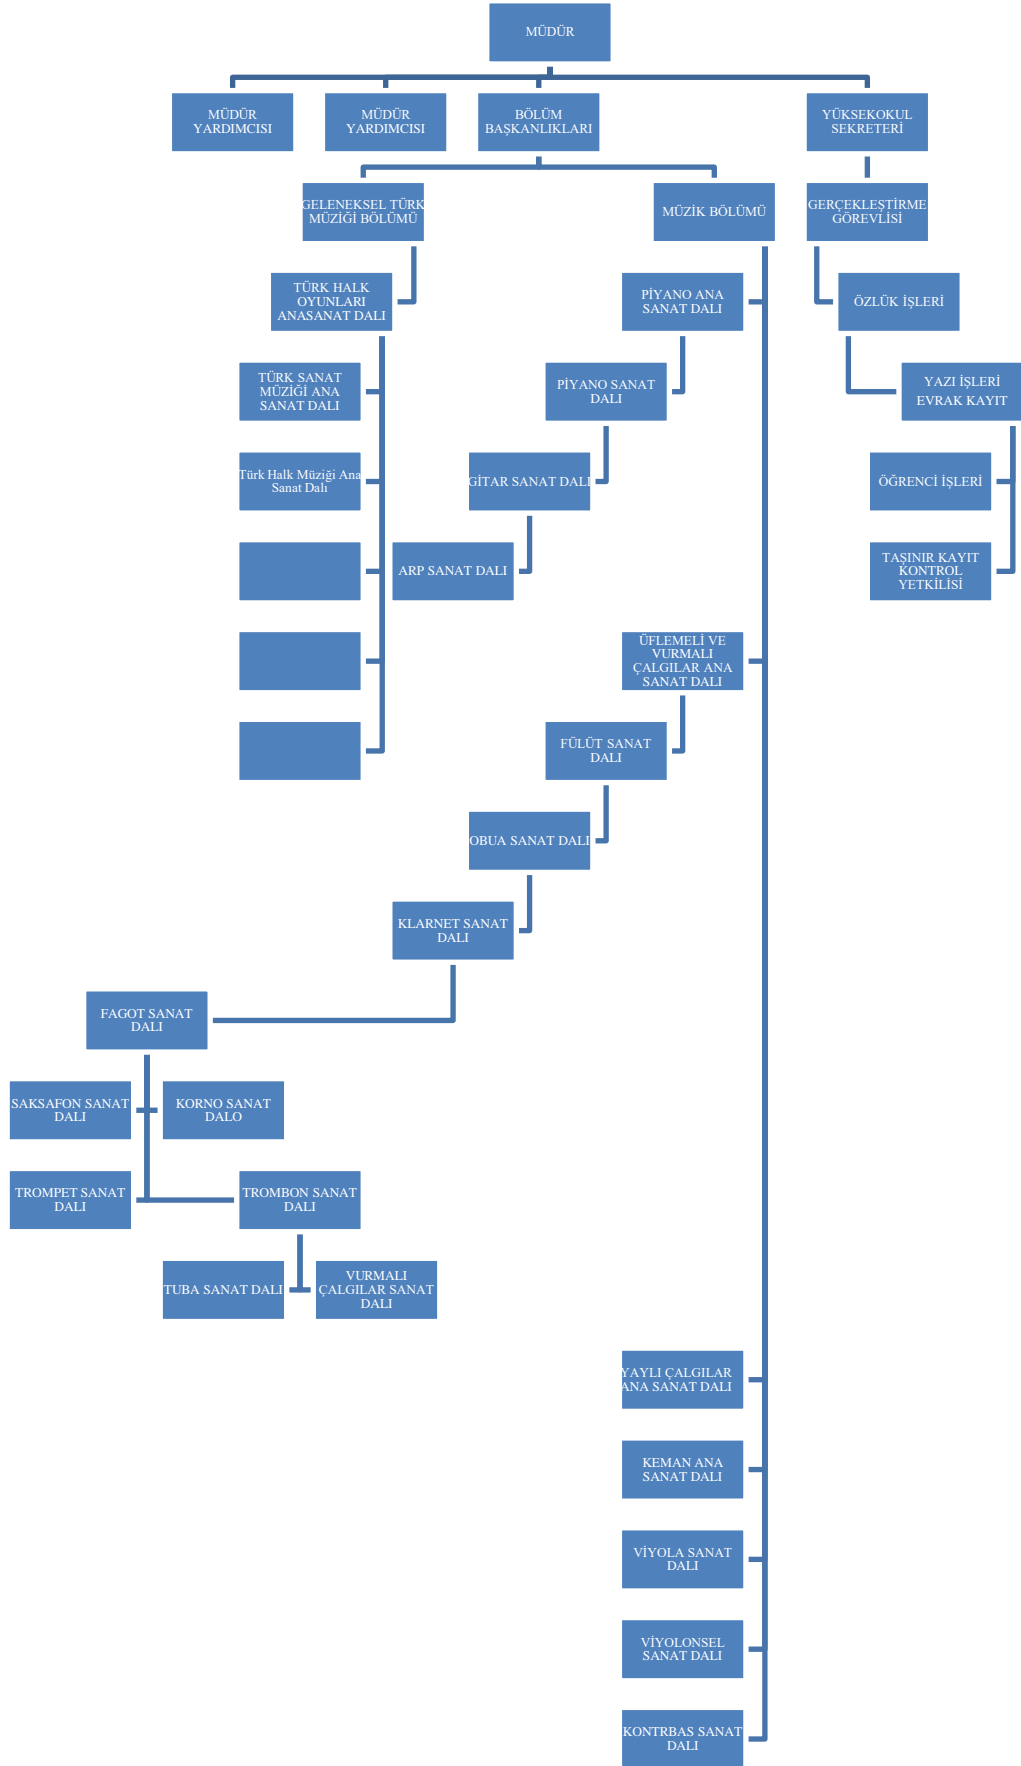 MÜDÜR
MÜDÜR
YARDIMCISI
MÜDÜR
YARDIMCISI
BÖLÜM
BAŞKANLIKLARI
YÜKSEKOKUL
SEKRETERİ
GELENEKSEL TÜRK
MÜZİĞİ BÖLÜMÜ
MÜZİK BÖLÜMÜ
GERÇEKLEŞTİRME
GÖREVLİSİ
TÜRK HALK
OYUNLARI
ANASANAT DALI
PİYANO ANA
SANAT DALI
ÖZLÜK İŞLERİ
TÜRK SANAT
MÜZİĞİ ANA
SANAT DALI
PİYANO SANAT
DALI
YAZI İŞLERİ
EVRAK KAYIT
Türk Halk Müziği Ana
Sanat Dalı
GİTAR SANAT DALI
ÖĞRENCİ İŞLERİ
ARP SANAT DALI
TAŞINIR KAYIT
KONTROL
YETKİLİSİ
ÜFLEMELİ VE
VURMALI
ÇALGILAR ANA
SANAT DALI
FÜLÜT SANAT
DALI
OBUA SANAT DALI
KLARNET SANAT
DALI
FAGOT SANAT
DALI
SAKSAFON SANAT
DALI
KORNO SANAT
DALO
TROMPET SANAT
DALI
TROMBON SANAT
DALI
TUBA SANAT DALI
VURMALI
ÇALGILAR SANAT
DALI
YAYLI ÇALGILAR
ANA SANAT DALI
KEMAN ANA
SANAT DALI
VİYOLA SANAT
DALI
VİYOLONSEL
SANAT DALI
KONTRBAS SANAT
DALI